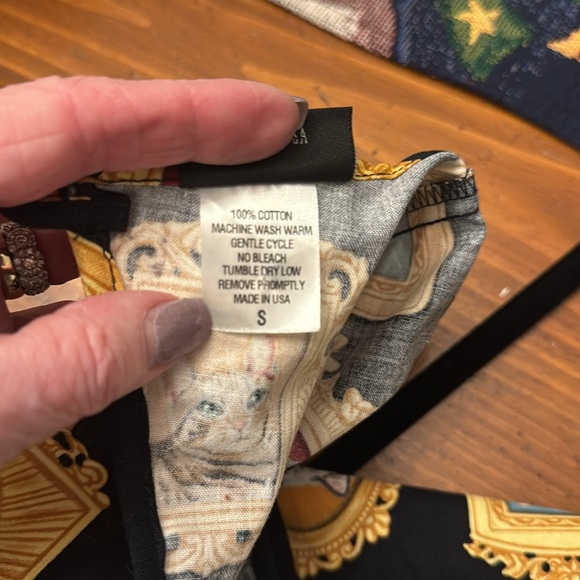 100% COTTON
MACHINE WASH WARM
GENTLE CYCLE
NO BLEACH
TUMBLE DRY LOW
REMOVE PROMPTLY
MADE IN USA
S